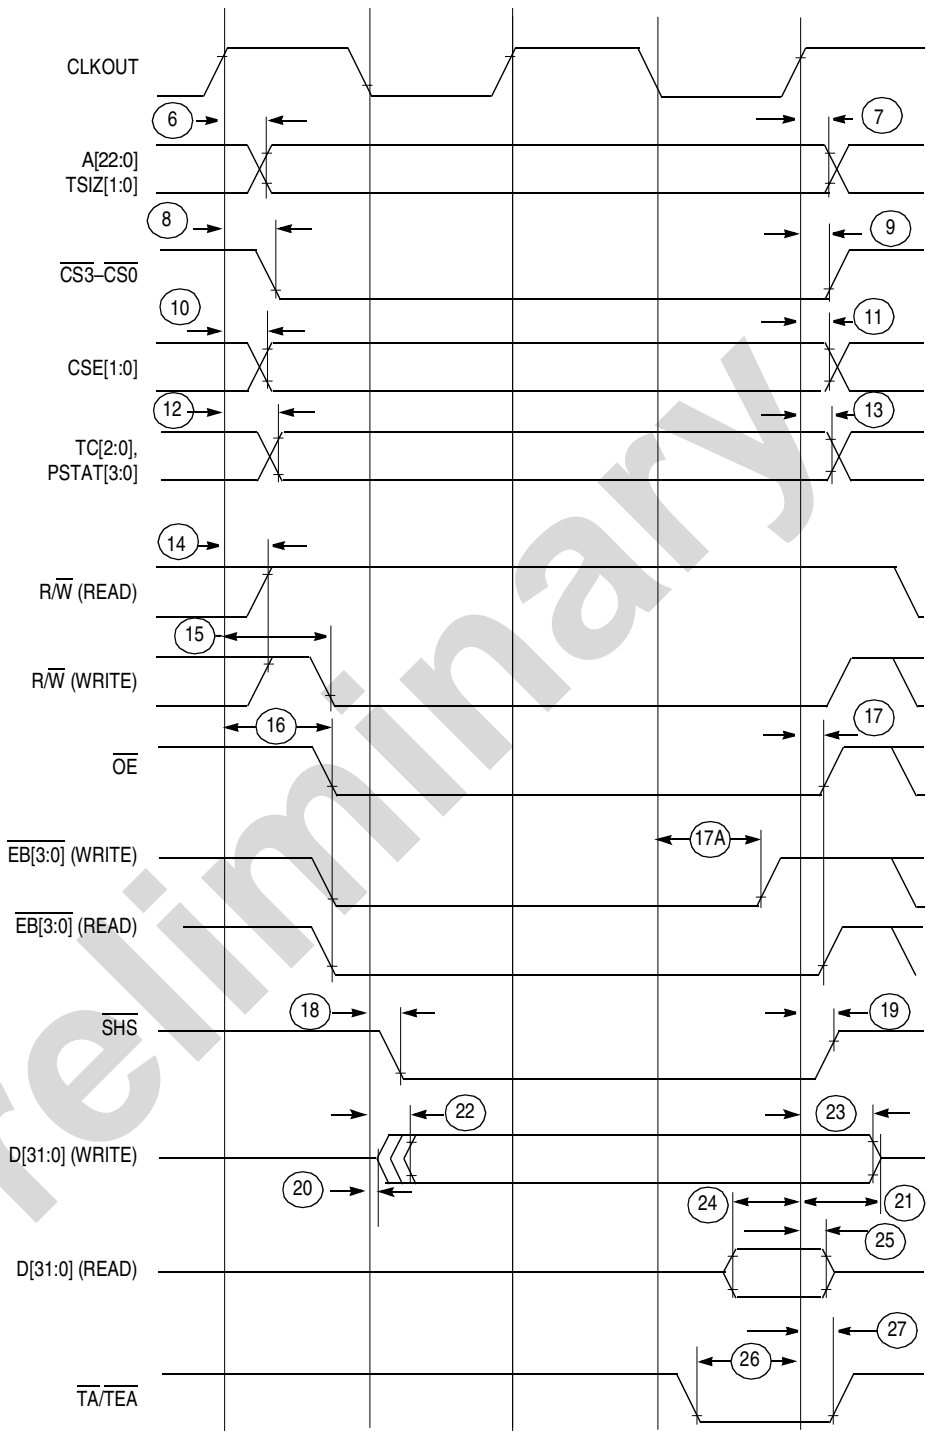 CLKOUT
6
7
A[22:0]
TSIZ[1:0]
8
9
CS3–CS0
10
11
CSE[1:0]
12
13
TC[2:0],
PSTAT[3:0]
14
R/W (READ)
15
R/W (WRITE)
16
17
OE
17A
EB[3:0] (WRITE)
EB[3:0] (READ)
18
19
SHS
22
23
D[31:0] (WRITE)
20
24
21
25
D[31:0] (READ)
27
26
TA/TEA
reliminary